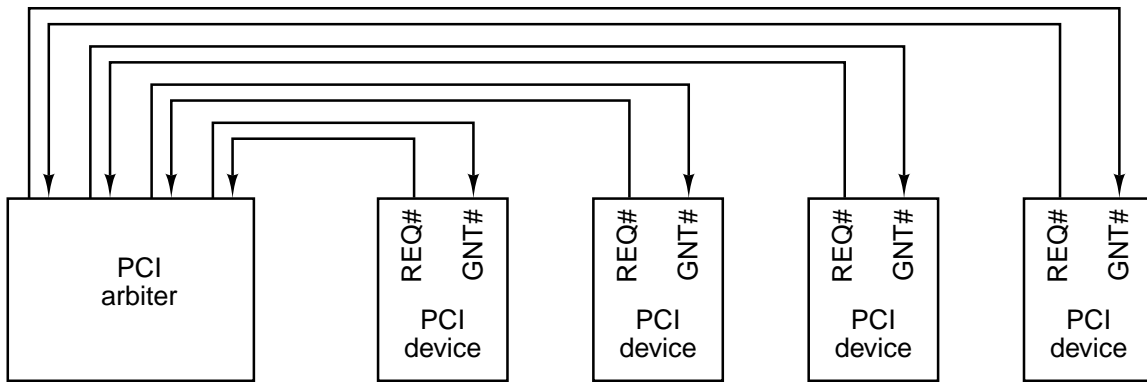 PCI
arbiter
REQ#
GNT#
PCI
device
REQ#
GNT#
PCI
device
REQ#
GNT#
PCI
device
REQ#
GNT#
PCI
device